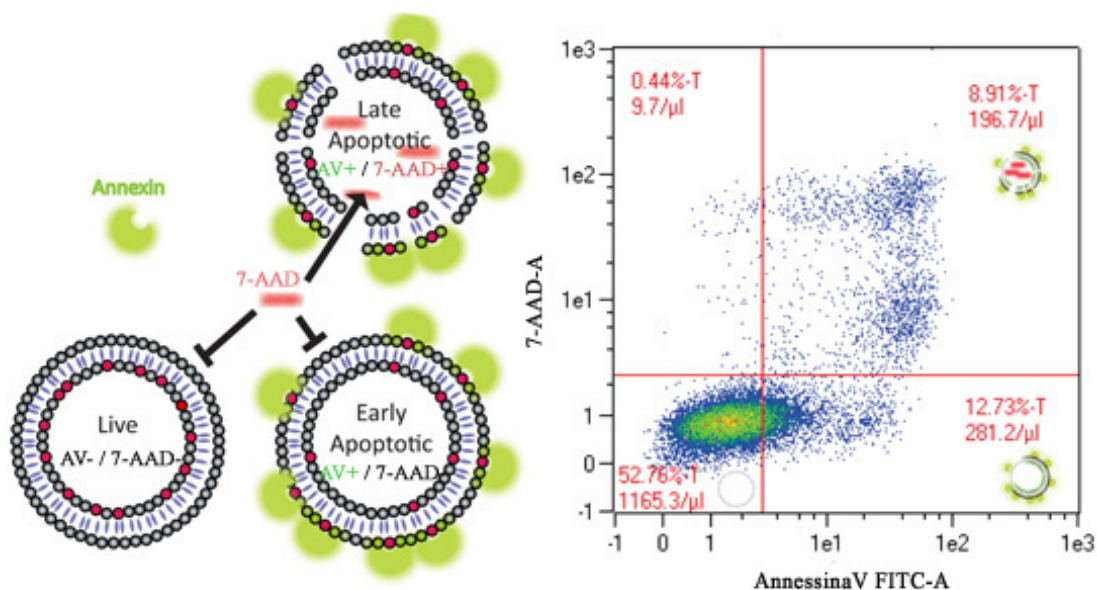 Late
Apoptotic
AV+ / 7-AAD+
Annexin
7-AAD
Live
AV- / 7-AAD-
Early
Apoptotic
AV+ / 7-AAD-
1e3
1e2
1e1
1
0
-1
7-AAD-A
0.44%-T
9.7/µl
8.91%-T
196.7/µl
12.73%-T
281.2/µl
52.76%-T
1165.3/µl
-1 0 1 1e1 1e2 1e3
AnnessinaV FITC-A